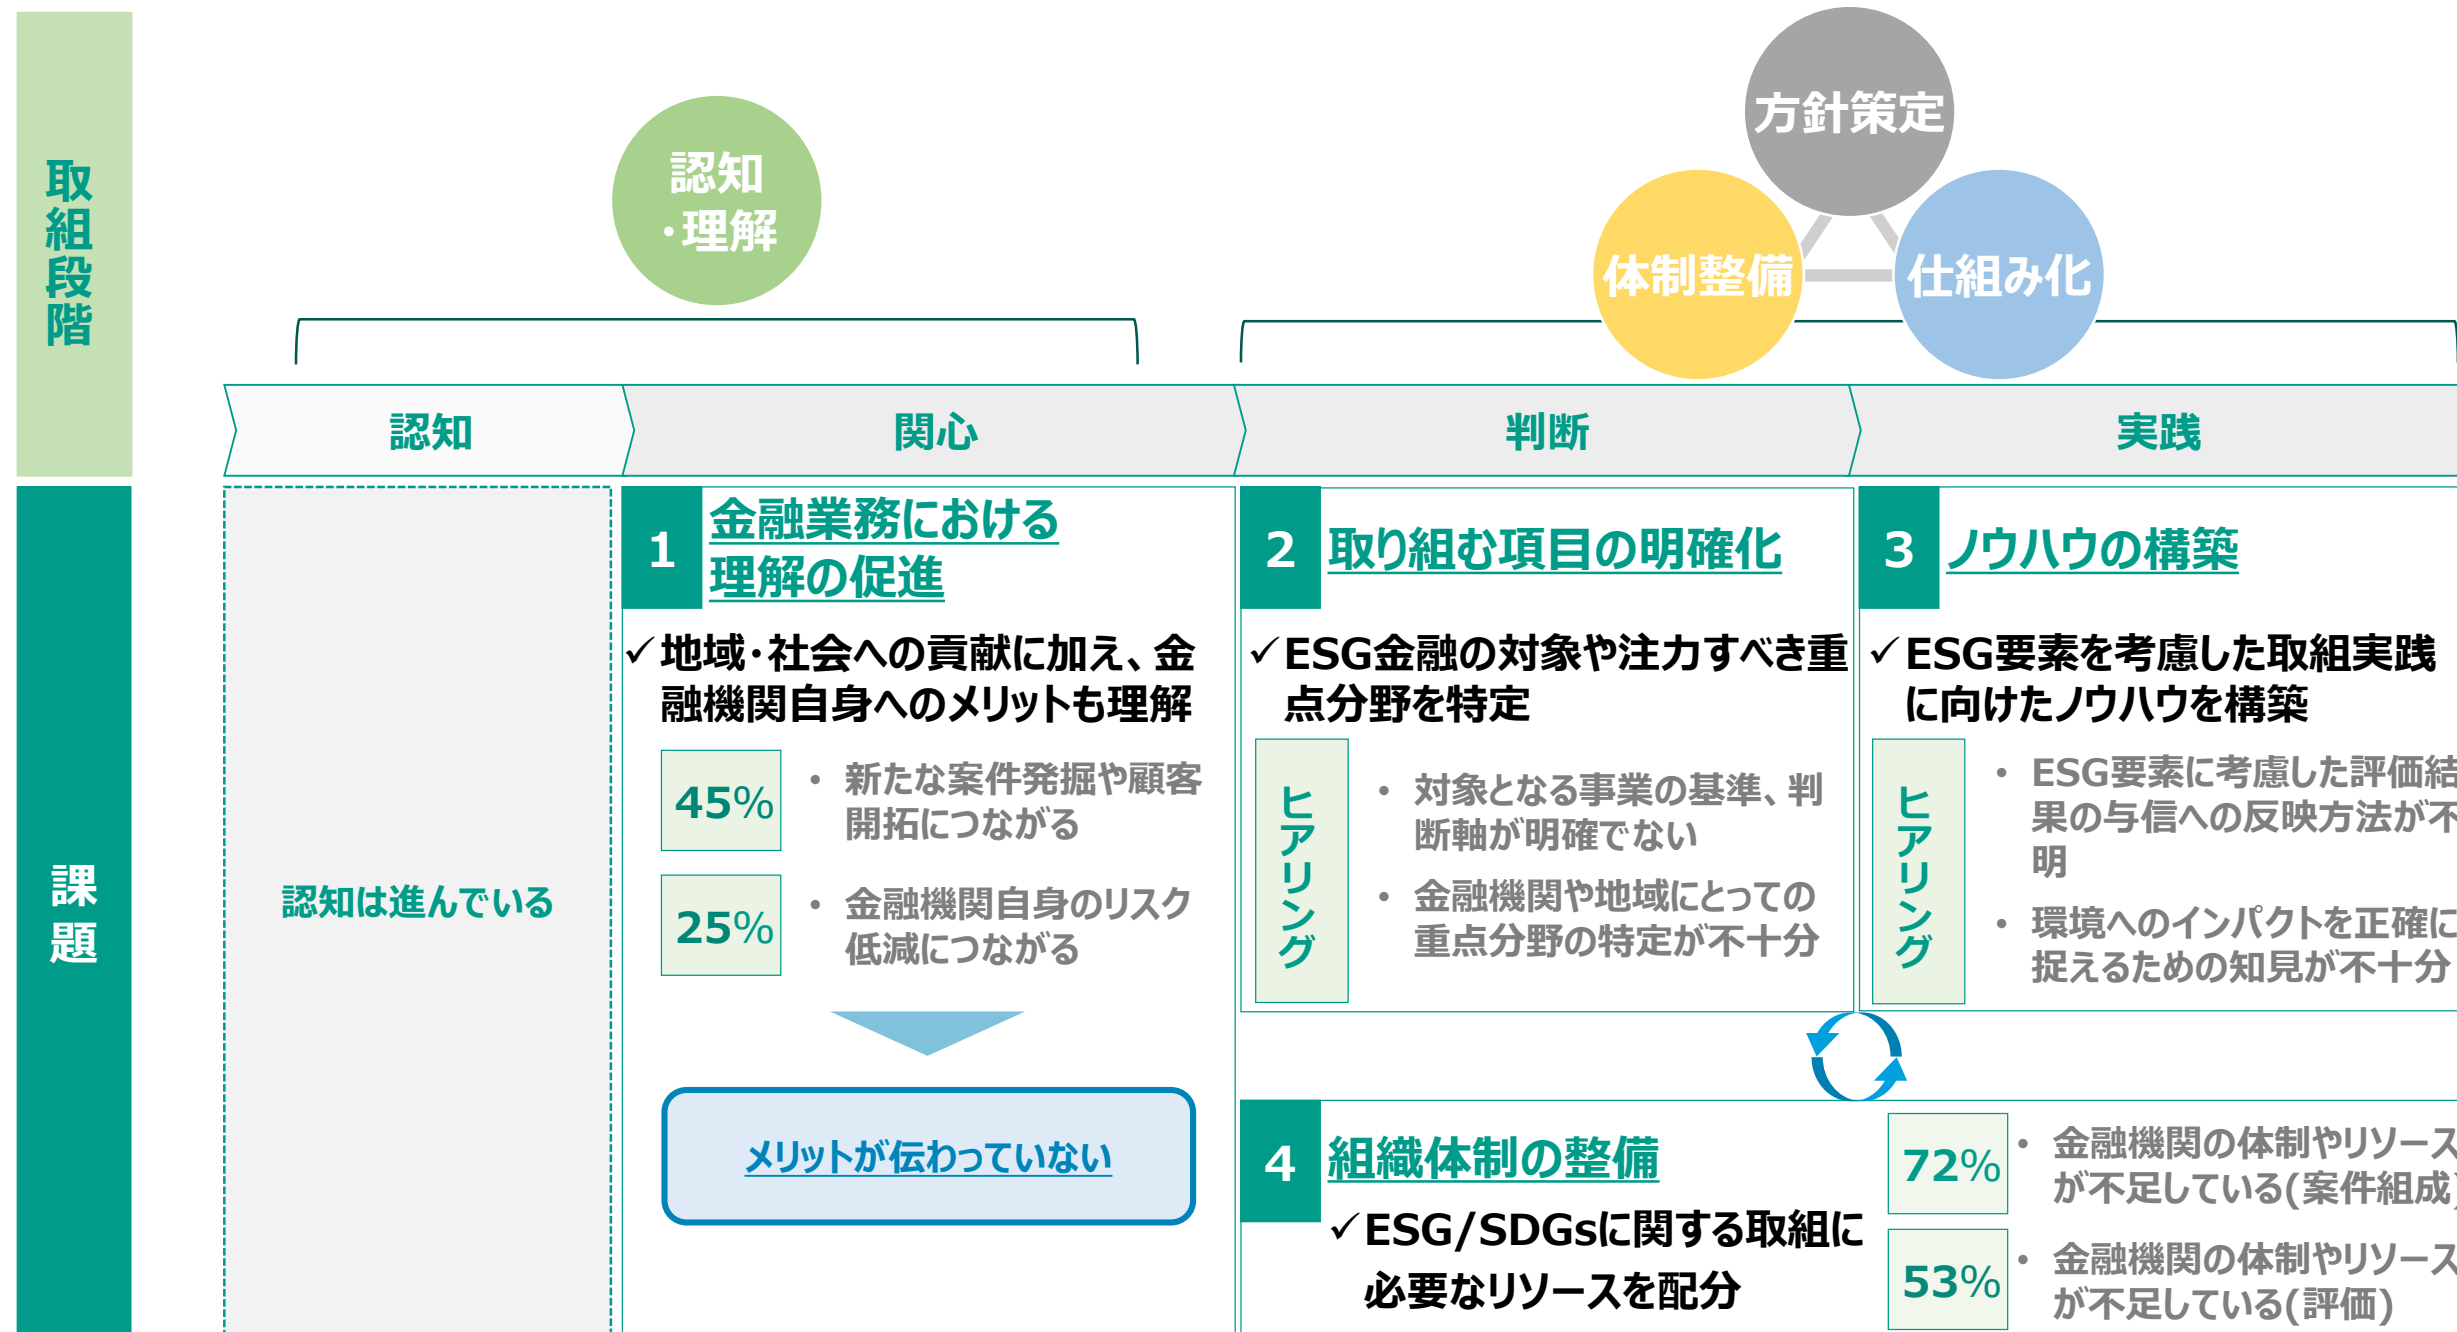 取組段階
認知
・理解
方針策定
体制整備
仕組み化
認知
関心
判断
実践
課題
認知は進んでいる
1
金融業務における
理解の促進
✓地域・社会への貢献に加え、金
融機関自身へのメリットも理解
45%
• 新たな案件発掘や顧客
開拓につながる
25%
• 金融機関自身のリスク
低減につながる
メリットが伝わっていない
2
取り組む項目の明確化
✓ESG金融の対象や注力すべき重
点分野を特定
ヒアリング
• 対象となる事業の基準、判
断軸が明確でない
• 金融機関や地域にとっての
重点分野の特定が不十分
3
ノウハウの構築
✓ESG要素を考慮した取組実践
に向けたノウハウを構築
ヒアリング
• ESG要素に考慮した評価結
果の与信への反映方法が不
明
• 環境へのインパクトを正確に
捉えるための知見が不十分
4
組織体制の整備
✓ESG/SDGsに関する取組に
必要なリソースを配分
72%
• 金融機関の体制やリソース
が不足している(案件組成)
53%
• 金融機関の体制やリソース
が不足している(評価)